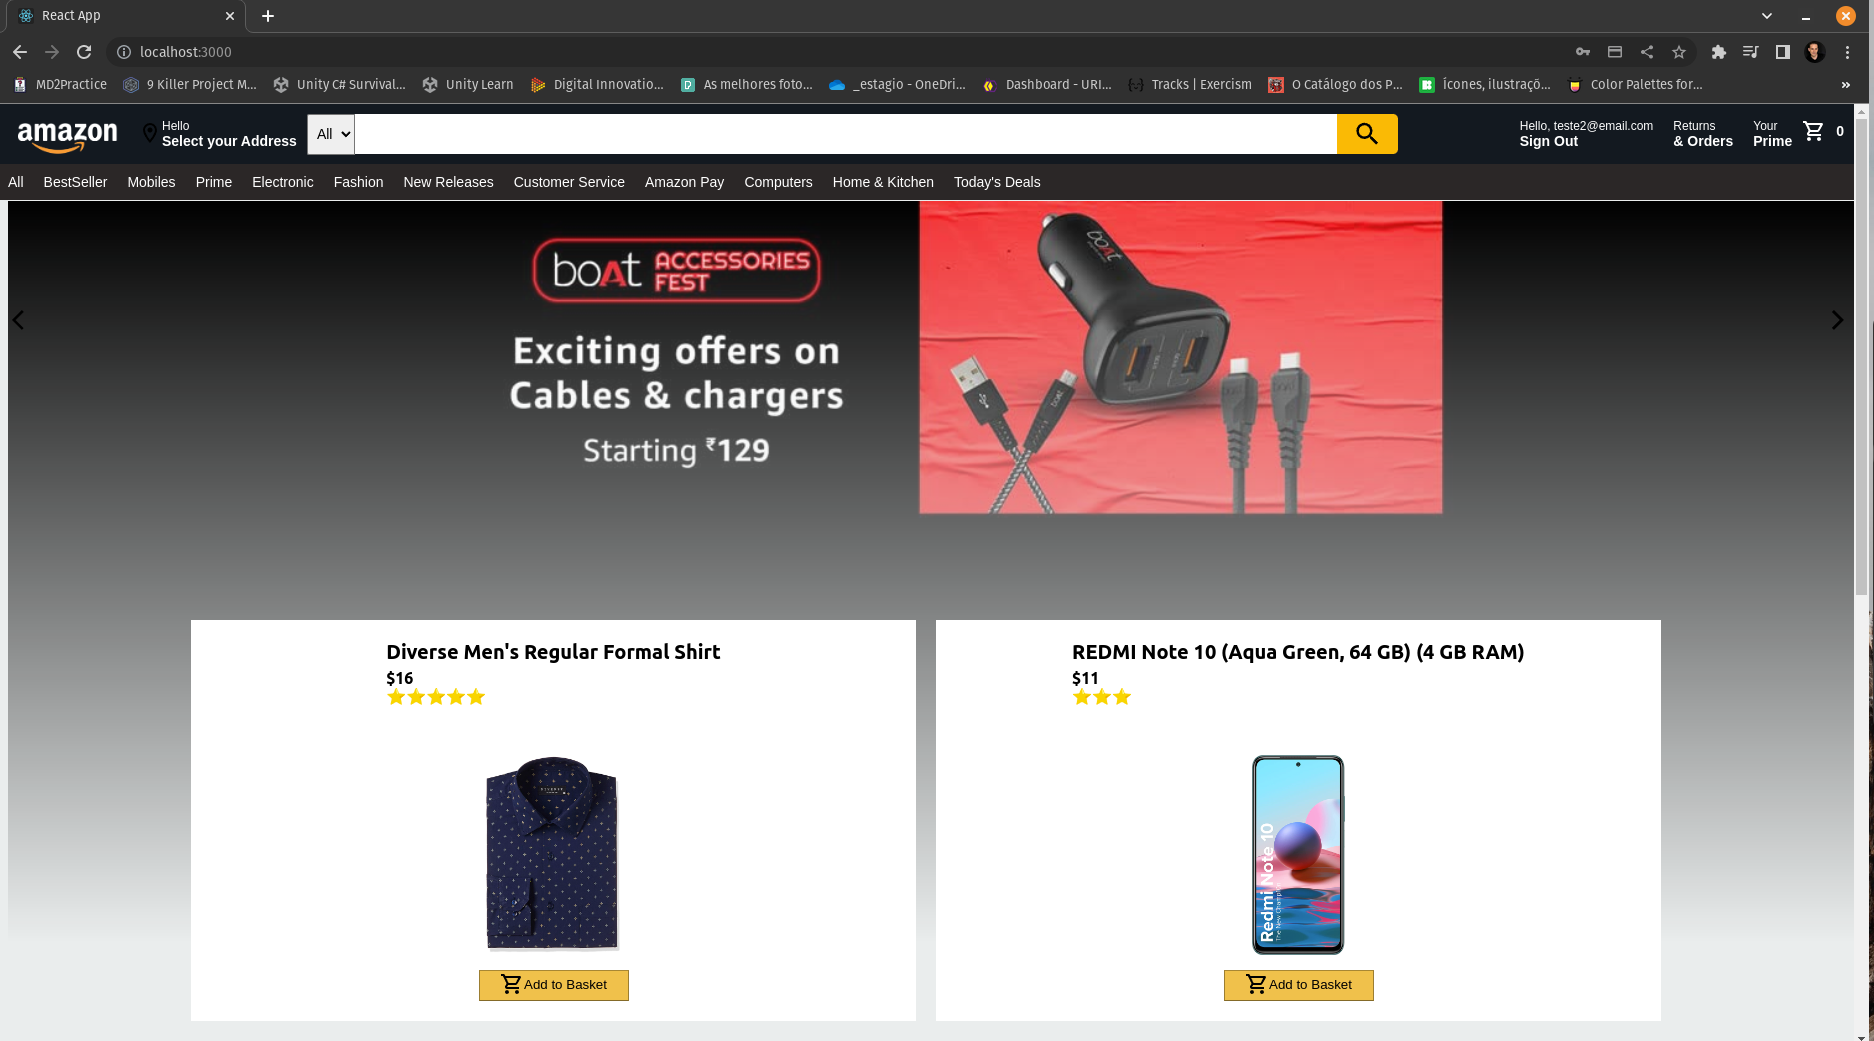 React App
localhost:3000
MD2Practice
9 Killer Project M...
Unity C# Survival...
Unity Learn
Digital Innovatio...
As melhores foto...
_estagio - OneDri...
Dashboard - URI...
Tracks | Exercism
O Catálogo dos P...
Ícones, ilustraçõ...
Color Palettes for...
»
amazon
Hello
Select your Address
All
Hello, teste2@email.com
Sign Out
Returns
& Orders
Your
Prime
0
All BestSeller Mobiles Prime Electronic Fashion New Releases Customer Service Amazon Pay Computers Home & Kitchen Today's Deals
boAt ACCESSORIES
FEST
Exciting offers on
Cables & chargers
Starting ₹129
boAt
boAt
boAt
Diverse Men's Regular Formal Shirt
$16
Add to Basket
REDMI Note 10 (Aqua Green, 64 GB) (4 GB RAM)
$11
Redmi Note 10
Add to Basket